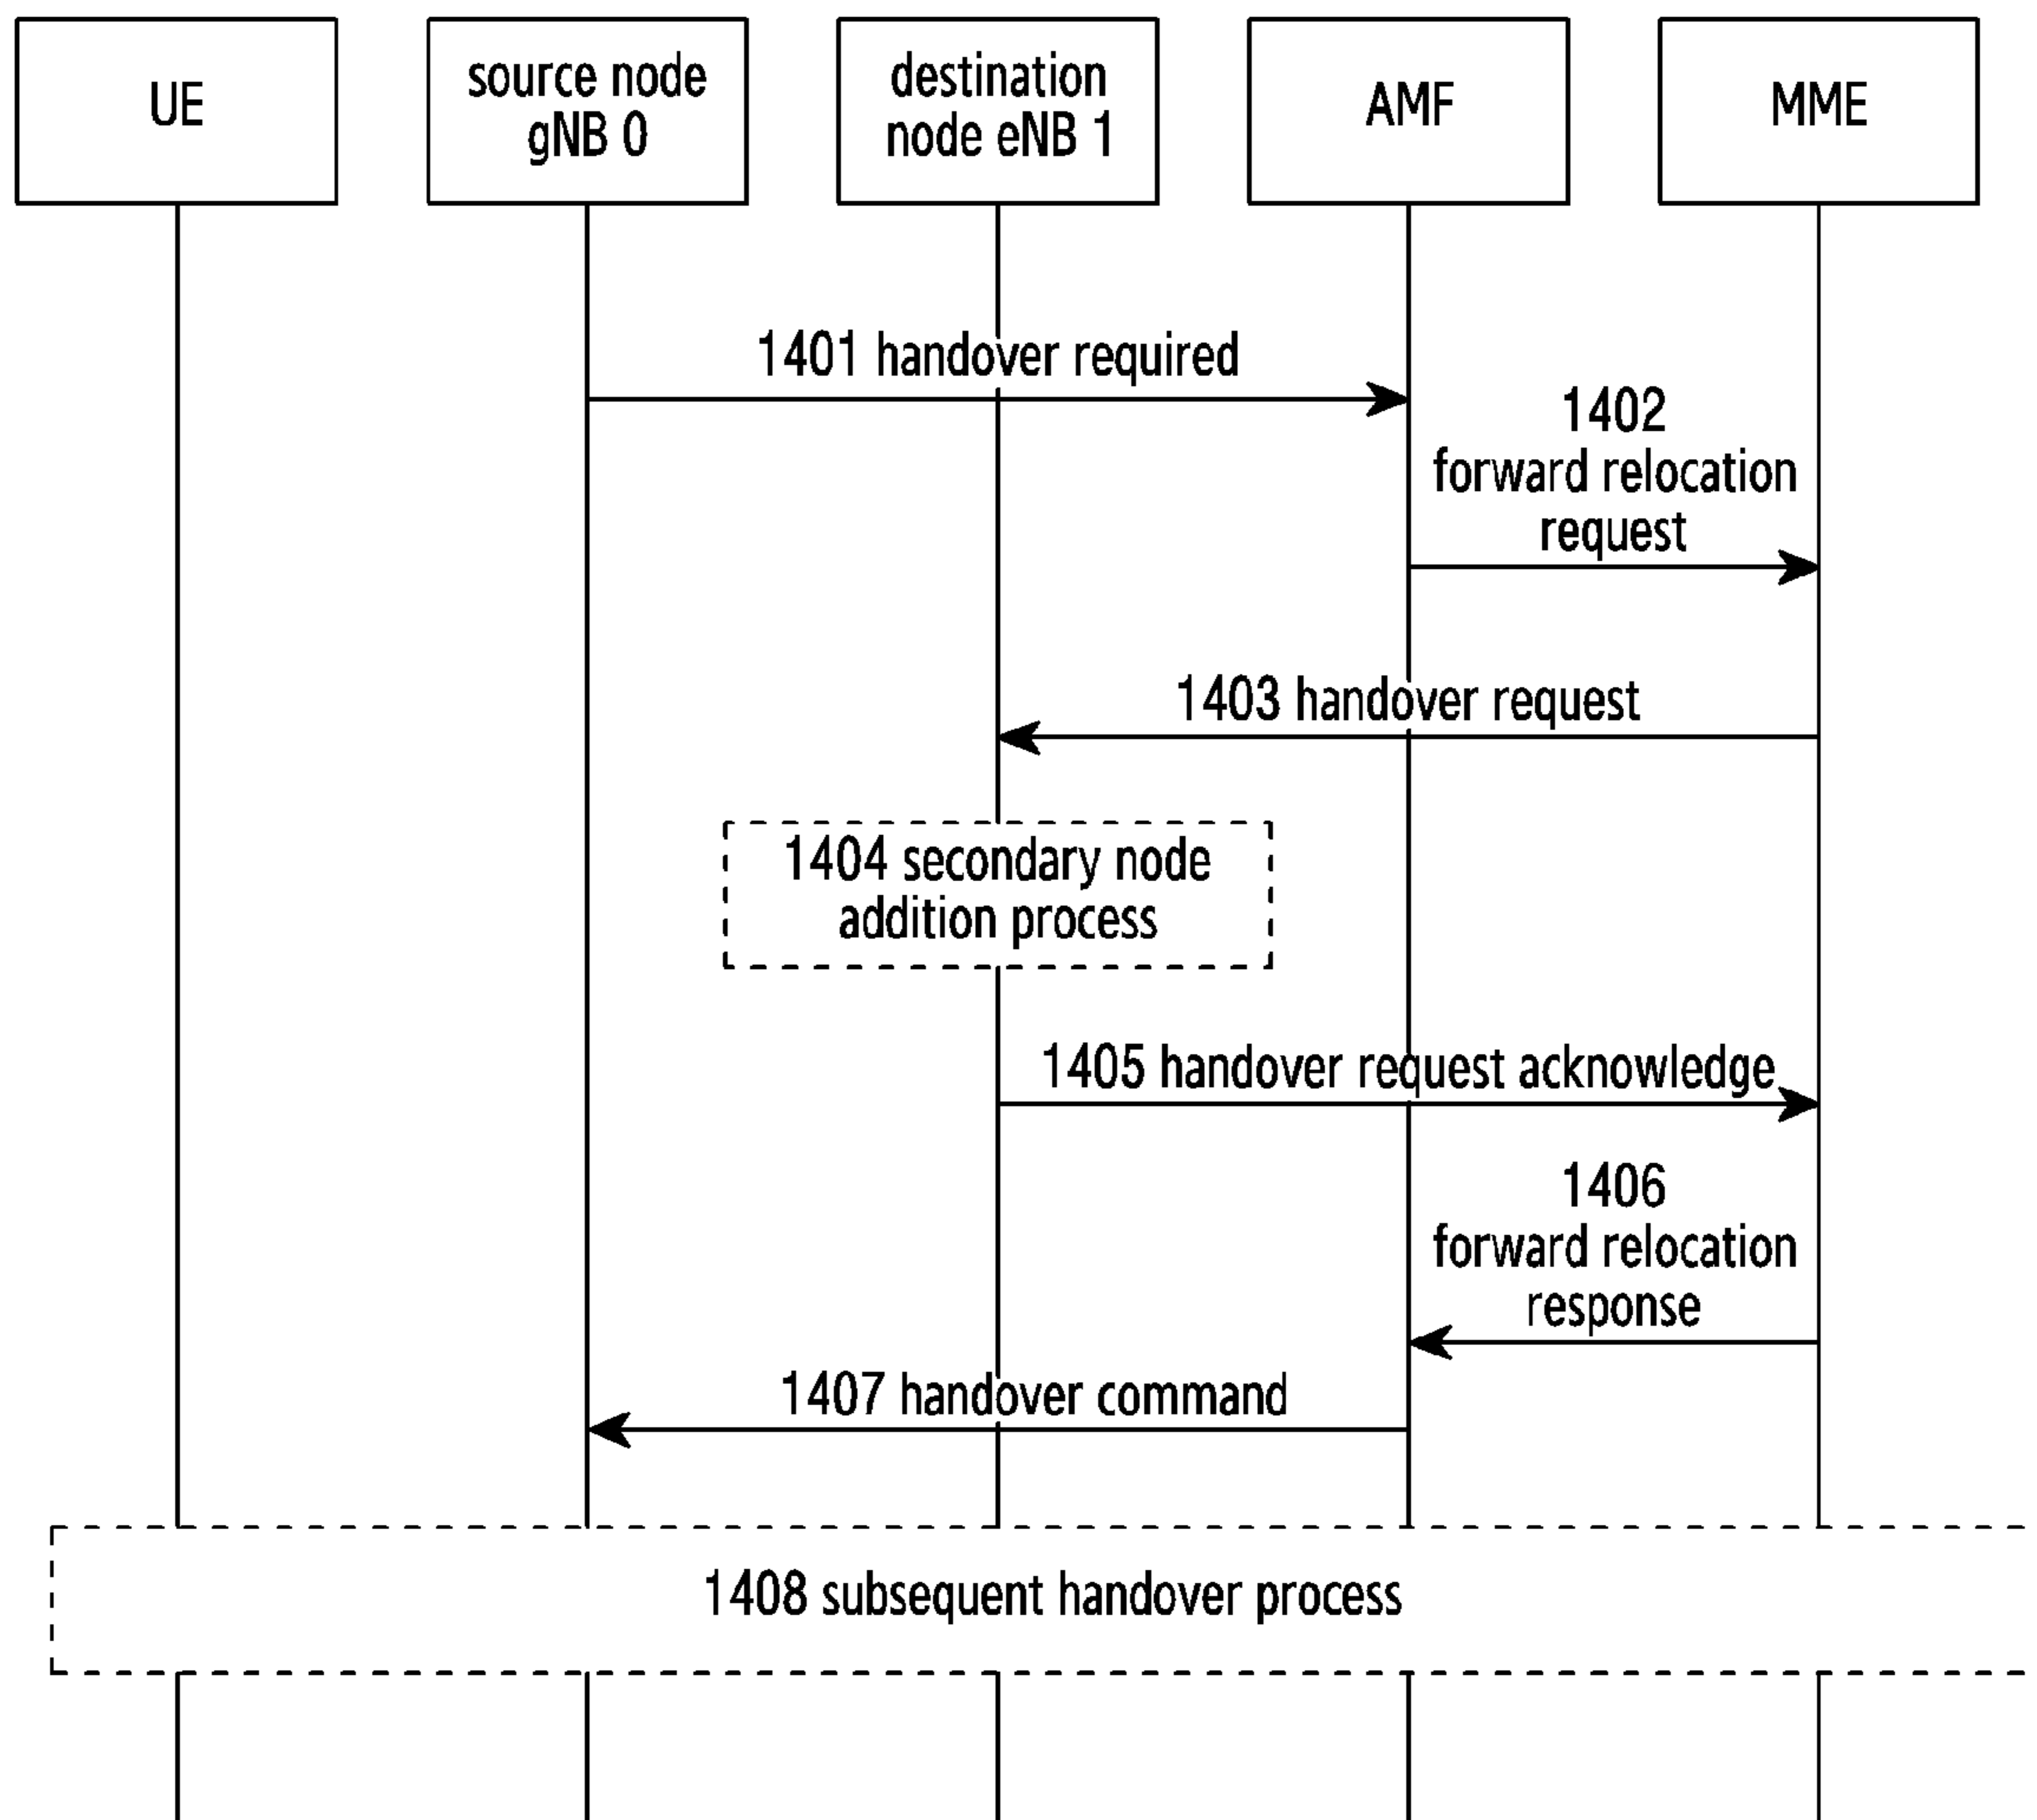 UE
source node
gNB 0
destination
node eNB 1
AMF
MME
1401 handover required
1402
forward relocation
request
1403 handover request
1404 secondary node
addition process
1405 handover request acknowledge
1406
forward relocation
response
1407 handover command
1408 subsequent handover process